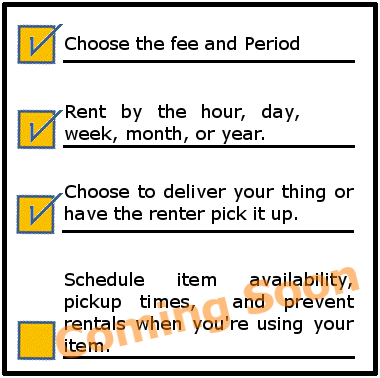 Choose the fee and Period
Rent by the hour, day,
week, month, or year.
Choose to deliver your thing or
have the renter pick it up.
Schedule item availability,
pickup times, and prevent
rentals when you're using your
item.
Coming Soon